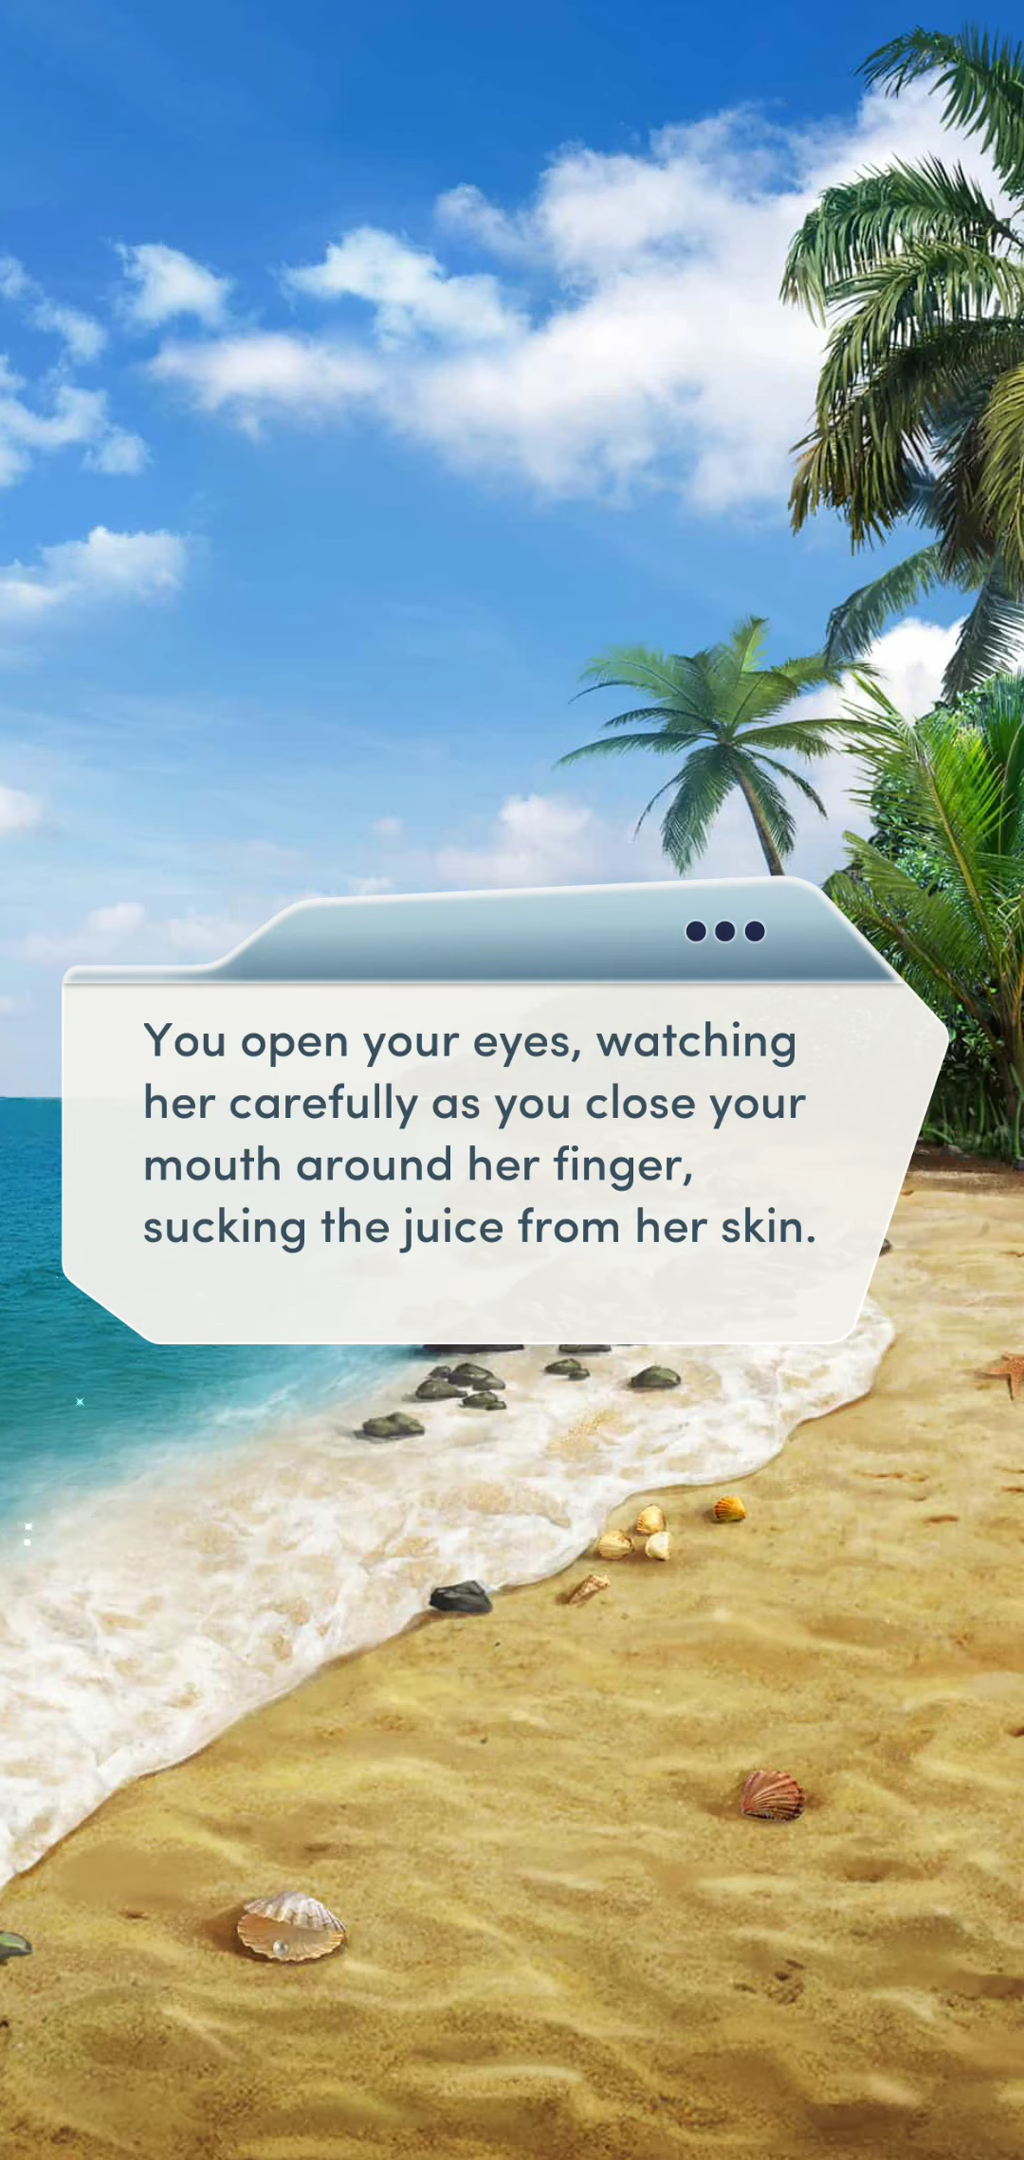 You open your eyes, watching
her carefully as you close your
mouth around her finger,
sucking the juice from her skin.